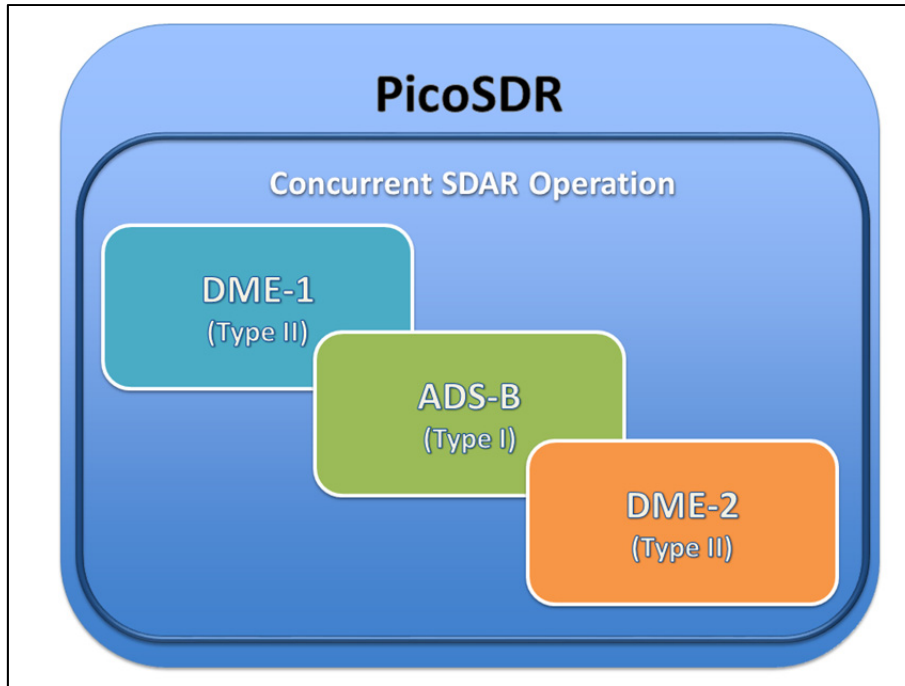 PicoSDR
Concurrent SDAR Operation
DME-1
(Type II)
ADS-B
(Type I)
DME-2
(Type II)